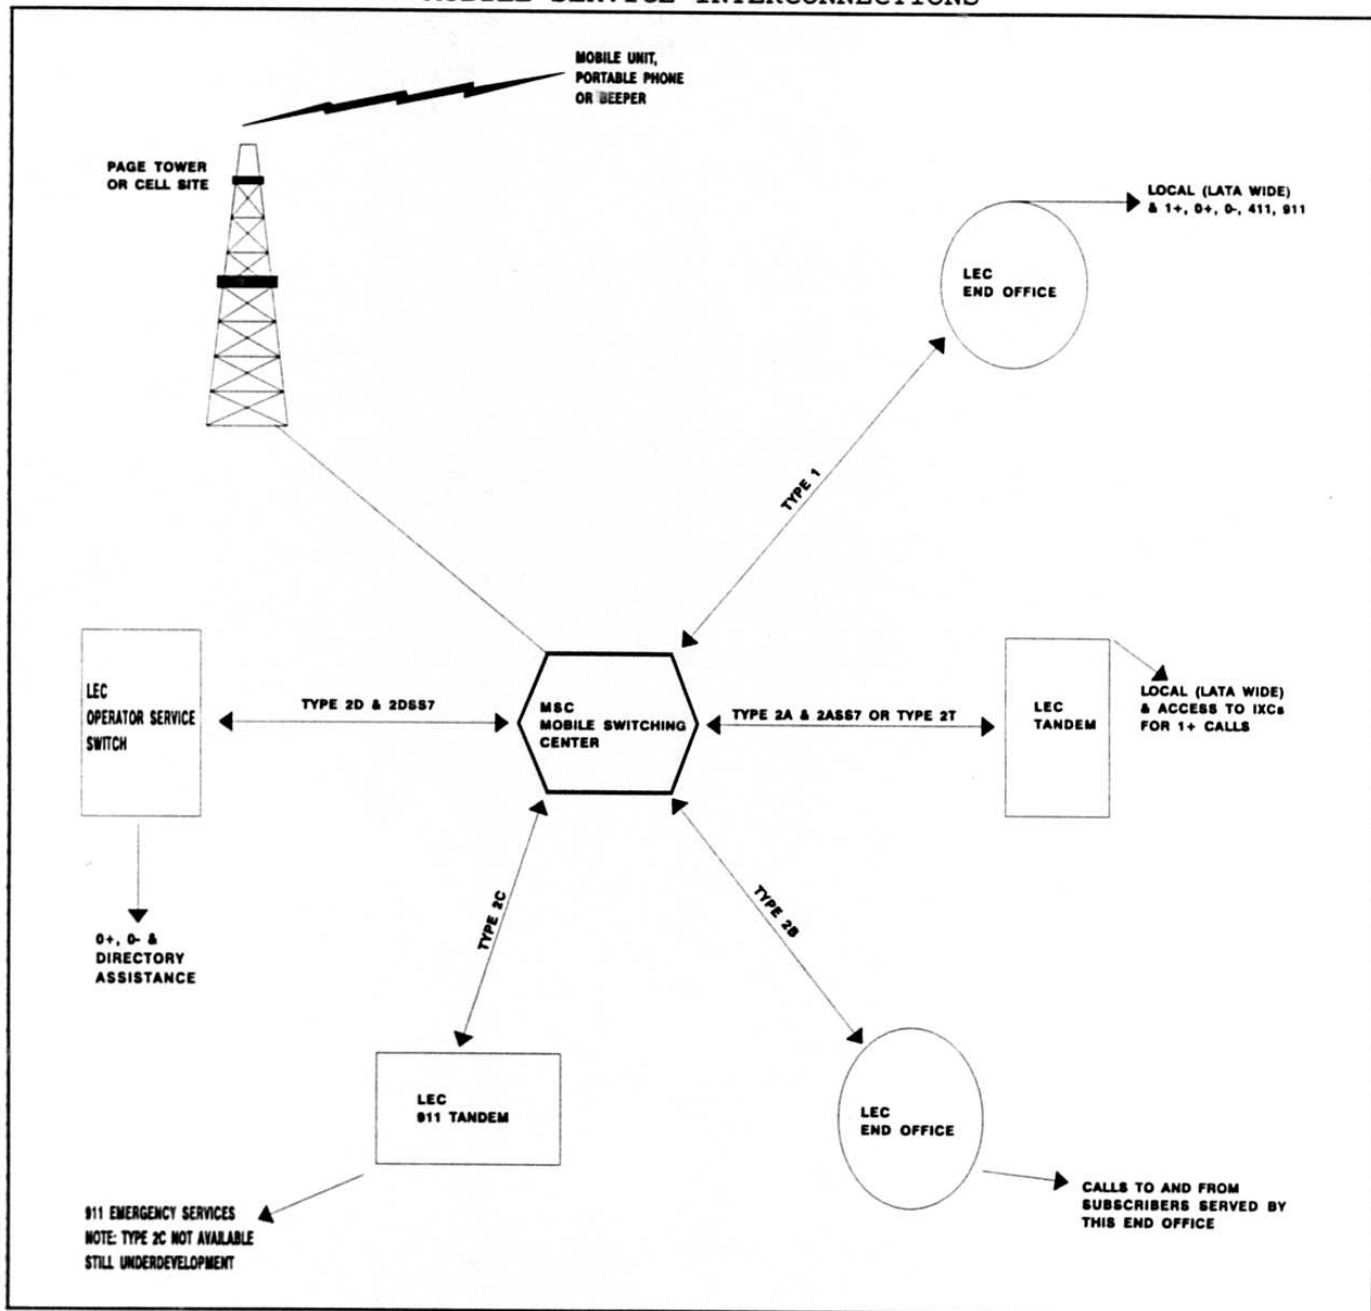 MOBILE SERVICE INTERCONNECTIONS
MOBILE UNIT,
PORTABLE PHONE
OR BEEPER
PAGE TOWER
OR CELL SITE
LOCAL (LATA WIDE)
& 1+, 0+, 0-, 411, 911
LEC
END OFFICE
TYPE 1
LEC
OPERATOR SERVICE
SWITCH
TYPE 2D & 2DSS7
MSC
MOBILE SWITCHING
CENTER
TYPE 2A & 2ASS7 OR TYPE 2T
LEC
TANDEM
LOCAL (LATA WIDE)
& ACCESS TO IXCs
FOR 1+ CALLS
0+, 0- &
DIRECTORY
ASSISTANCE
TYPE 2C
TYPE 2B
LEC
911 TANDEM
LEC
END OFFICE
911 EMERGENCY SERVICES
NOTE: TYPE 2C NOT AVAILABLE
STILL UNDERDEVELOPMENT
CALLS TO AND FROM
SUBSCRIBERS SERVED BY
THIS END OFFICE